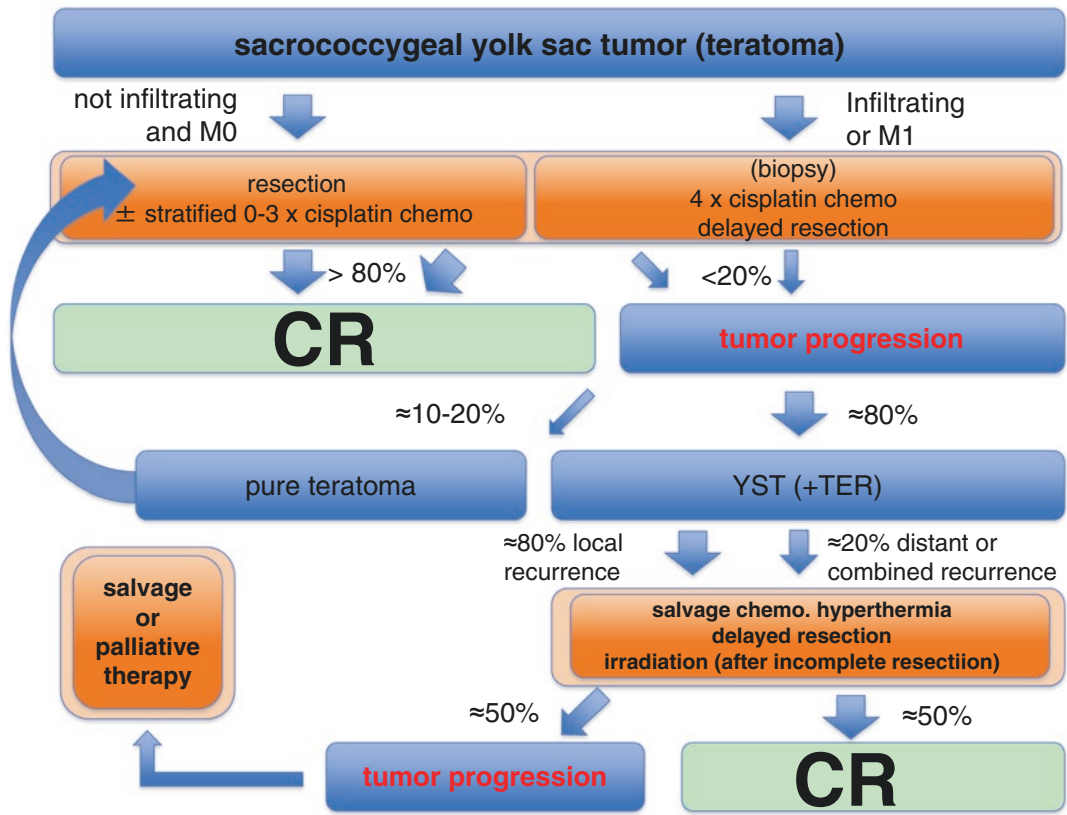 sacrococcygeal yolk sac tumor (teratoma)
not infiltrating
and M0
Infiltrating
or M1
resection
± stratified 0-3 x cisplatin chemo
(biopsy)
4 x cisplatin chemo
delayed resection
> 80%
<20%
CR
tumor progression
≈10-20%
≈80%
pure teratoma
YST (+TER)
≈80% local
recurrence
≈20% distant or
combined recurrence
salvage
or
palliative
therapy
salvage chemo. hyperthermia
delayed resection
irradiation (after incomplete resectiion)
≈50%
≈50%
tumor progression
CR